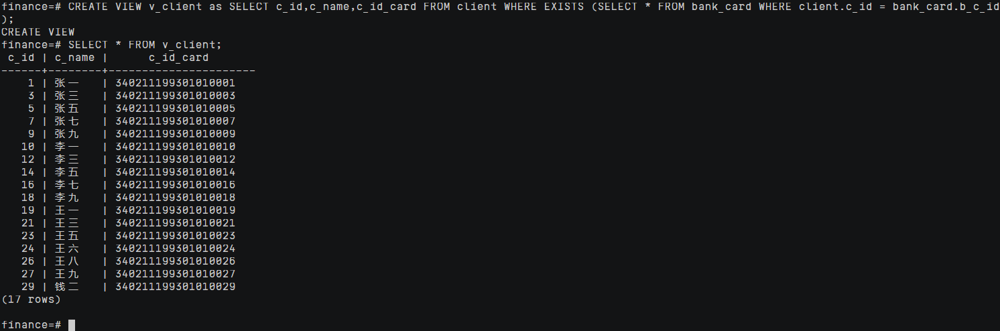 finance=# CREATE VIEW v_client as SELECT c_id,c_name,c_id_card FROM client WHERE EXISTS (SELECT * FROM bank_card WHERE client.c_id = bank_card.b_c_id
);
CREATE VIEW
finance=# SELECT * FROM v_client;
 c_id | c_name |     c_id_card
------+--------+----------------------
    1 | 张一   | 340211199301010001
    3 | 张三   | 340211199301010003
    5 | 张五   | 340211199301010005
    7 | 张七   | 340211199301010007
    9 | 张九   | 340211199301010009
   10 | 李一   | 340211199301010010
   12 | 李三   | 340211199301010012
   14 | 李五   | 340211199301010014
   16 | 李七   | 340211199301010016
   18 | 李九   | 340211199301010018
   19 | 王一   | 340211199301010019
   21 | 王三   | 340211199301010021
   23 | 王五   | 340211199301010023
   24 | 王六   | 340211199301010024
   26 | 王八   | 340211199301010026
   27 | 王九   | 340211199301010027
   29 | 钱二   | 340211199301010029
(17 rows)
finance=#